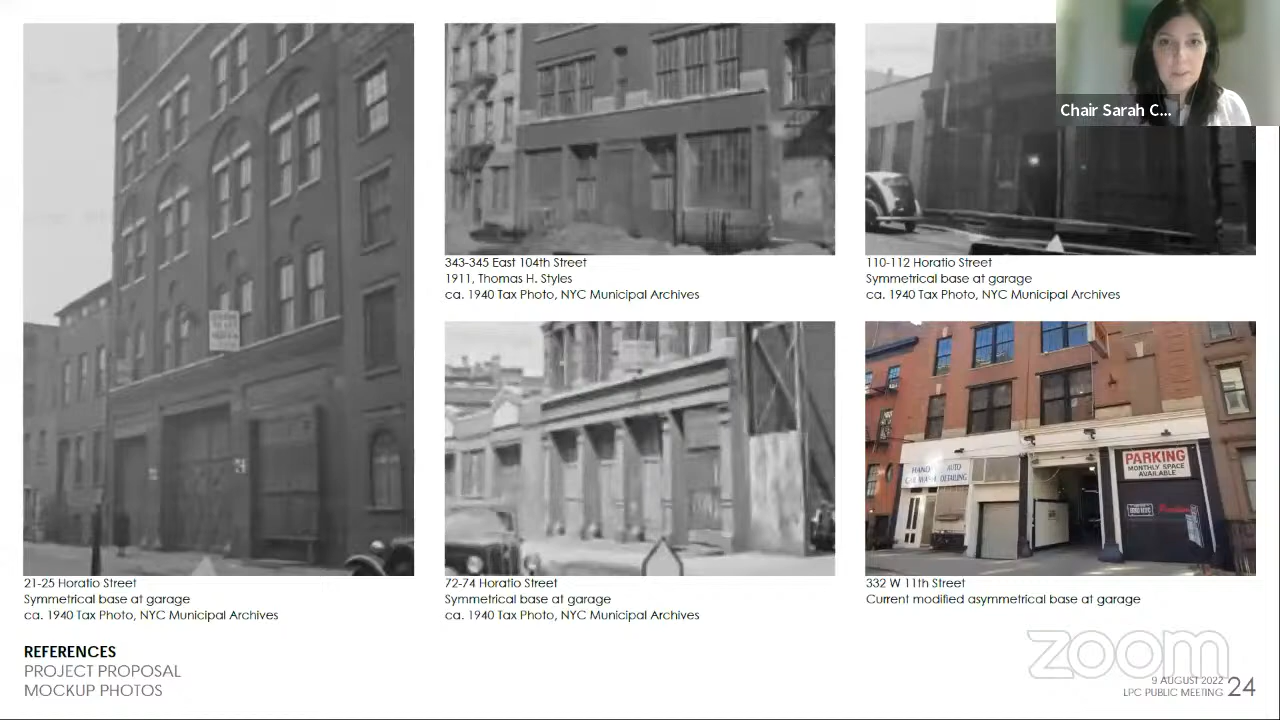 Chair Sarah C...
343-345 East 104th Street
1911, Thomas H. Styles
ca. 1940 Tax Photo, NYC Municipal Archives
110-112 Horatio Street
Symmetrical base at garage
ca. 1940 Tax Photo, NYC Municipal Archives
HAND AUTO
CAR WASH DETAILING
PARKING
MONTHLY SPACE
AVAILABLE
21-25 Horatio Street
Symmetrical base at garage
ca. 1940 Tax Photo, NYC Municipal Archives
72-74 Horatio Street
Symmetrical base at garage
ca. 1940 Tax Photo, NYC Municipal Archives
332 W 11th Street
Current modified asymmetrical base at garage
REFERENCES
PROJECT PROPOSAL
MOCKUP PHOTOS
zoom
9 AUGUST 2022
LPC PUBLIC MEETING 24